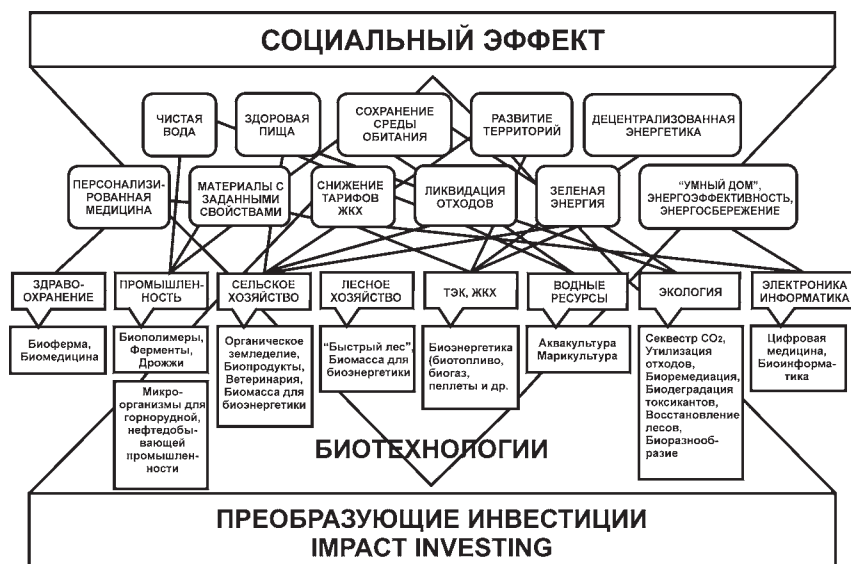 СОЦИАЛЬНЫЙ ЭФФЕКТ
ЧИСТАЯ
ВОДА
ЗДОРОВАЯ
ПИЩА
СОХРАНЕНИЕ
СРЕДЫ
ОБИТАНИЯ
РАЗВИТИЕ
ТЕРРИТОРИЙ
ДЕЦЕНТРАЛИЗОВАННАЯ
ЭНЕРГЕТИКА
ПЕРСОНАЛИЗИ-
РОВАННАЯ
МЕДИЦИНА
МАТЕРИАЛЫ С
ЗАДАННЫМИ
СВОЙСТВАМИ
СНИЖЕНИЕ
ТАРИФОВ
ЖКХ
ЛИКВИДАЦИЯ
ОТХОДОВ
ЗЕЛЕНАЯ
ЭНЕРГИЯ
"УМНЫЙ ДОМ",
ЭНЕРГОЭФФЕКТИВНОСТЬ,
ЭНЕРГОСБЕРЕЖЕНИЕ
ЗДРАВО-
ОХРАНЕНИЕ
ПРОМЫШЛЕН-
НОСТЬ
СЕЛЬСКОЕ
ХОЗЯЙСТВО
ЛЕСНОЕ
ХОЗЯЙСТВО
ТЭК, ЖКХ
ВОДНЫЕ
РЕСУРСЫ
ЭКОЛОГИЯ
ЭЛЕКТРОНИКА
ИНФОРМАТИКА
Биоферма,
Биомедицина
Биополимеры,
Ферменты,
Дрожжи
Микро-
организмы для
горнорудной,
нефтедобы-
вающей
промышлен-
ности
Органическое
земледелие,
Биопродукты,
Ветеринария,
Биомасса для
биоэнергетики
"Быстрый лес",
Биомасса для
биоэнергетики
Биоэнергетика
(биотопливо,
биогаз,
пеллеты и др.
Аквакультура
Марикультура
Секвестр CO₂,
Утилизация
отходов,
Биоремедиация,
Биодеградация
токсикантов,
Восстановление
лесов,
Биоразнооб-
разие
Цифровая
медицина,
Биоинформа-
тика
БИОТЕХНОЛОГИИ
ПРЕОБРАЗУЮЩИЕ ИНВЕСТИЦИИ
IMPACT INVESTING